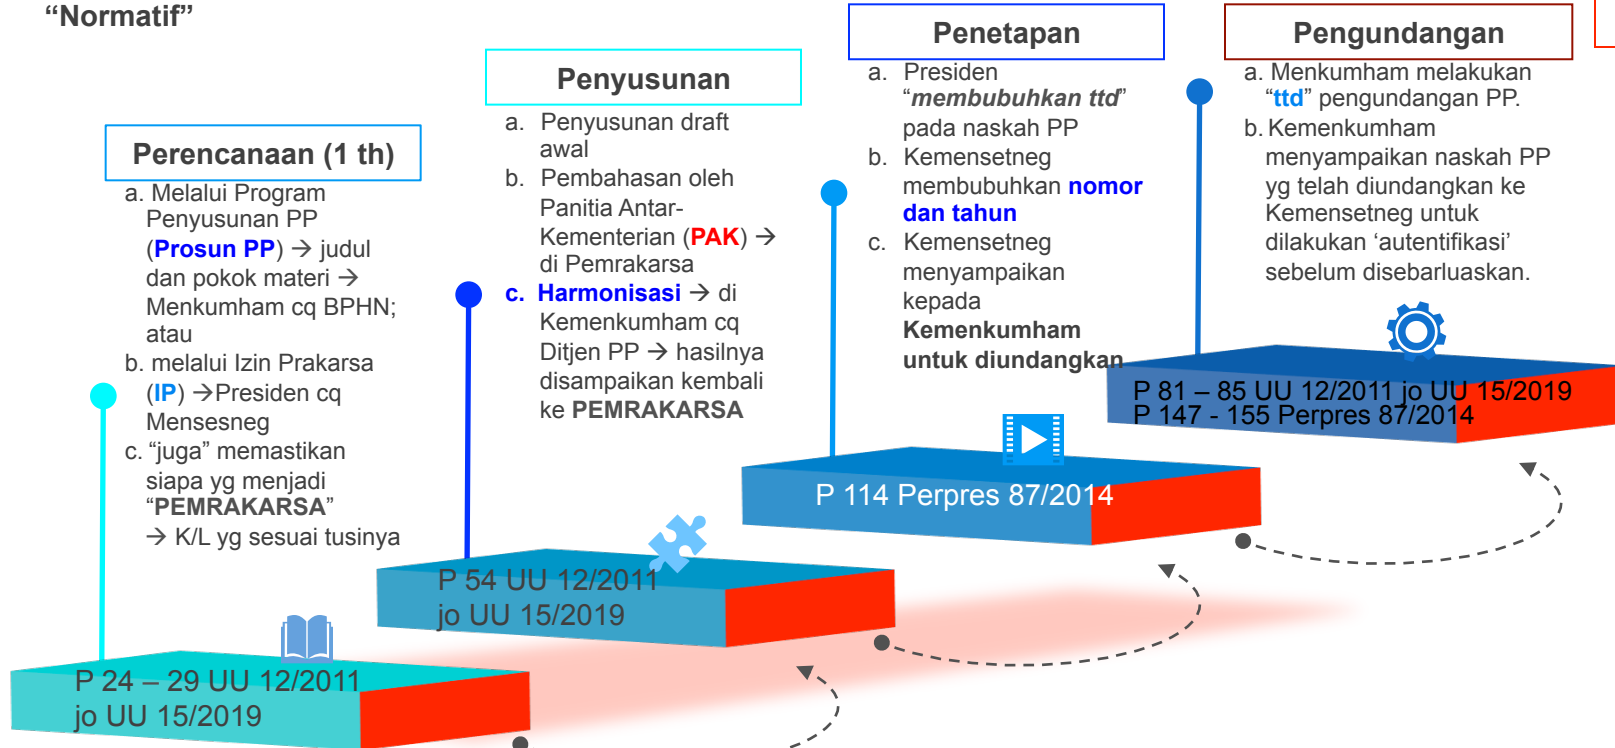 “Normatif”
Perencanaan (1 th)
a. Melalui Program
Penyusunan PP
(Prosun PP) → judul
dan pokok materi →
Menkumham cq BPHN;
atau
b. melalui Izin Prakarsa
(IP) →Presiden cq
Mensesneg
c. “juga” memastikan
siapa yg menjadi
“PEMRAKARSA”
→ K/L yg sesuai tusinya
P 24 – 29 UU 12/2011
jo UU 15/2019
Penyusunan
a. Penyusunan draft
awal
b. Pembahasan oleh
Panitia Antar-
Kementerian (PAK) →
di Pemrakarsa
c. Harmonisasi → di
Kemenkumham cq
Ditjen PP → hasilnya
disampaikan kembali
ke PEMRAKARSA
P 54 UU 12/2011
jo UU 15/2019
Penetapan
a. Presiden
“membubuhkan ttd”
pada naskah PP
b. Kemensetneg
membubuhkan nomor
dan tahun
c. Kemensetneg
menyampaikan
kepada
Kemenkumham
untuk diundangkan
P 114 Perpres 87/2014
Pengundangan
a. Menkumham melakukan
“ttd” pengundangan PP.
b. Kemenkumham
menyampaikan naskah PP
yg telah diundangkan ke
Kemensetneg untuk
dilakukan ‘autentifikasi’
sebelum disebarluaskan.
P 81 – 85 UU 12/2011 jo UU 15/2019
P 147 - 155 Perpres 87/2014